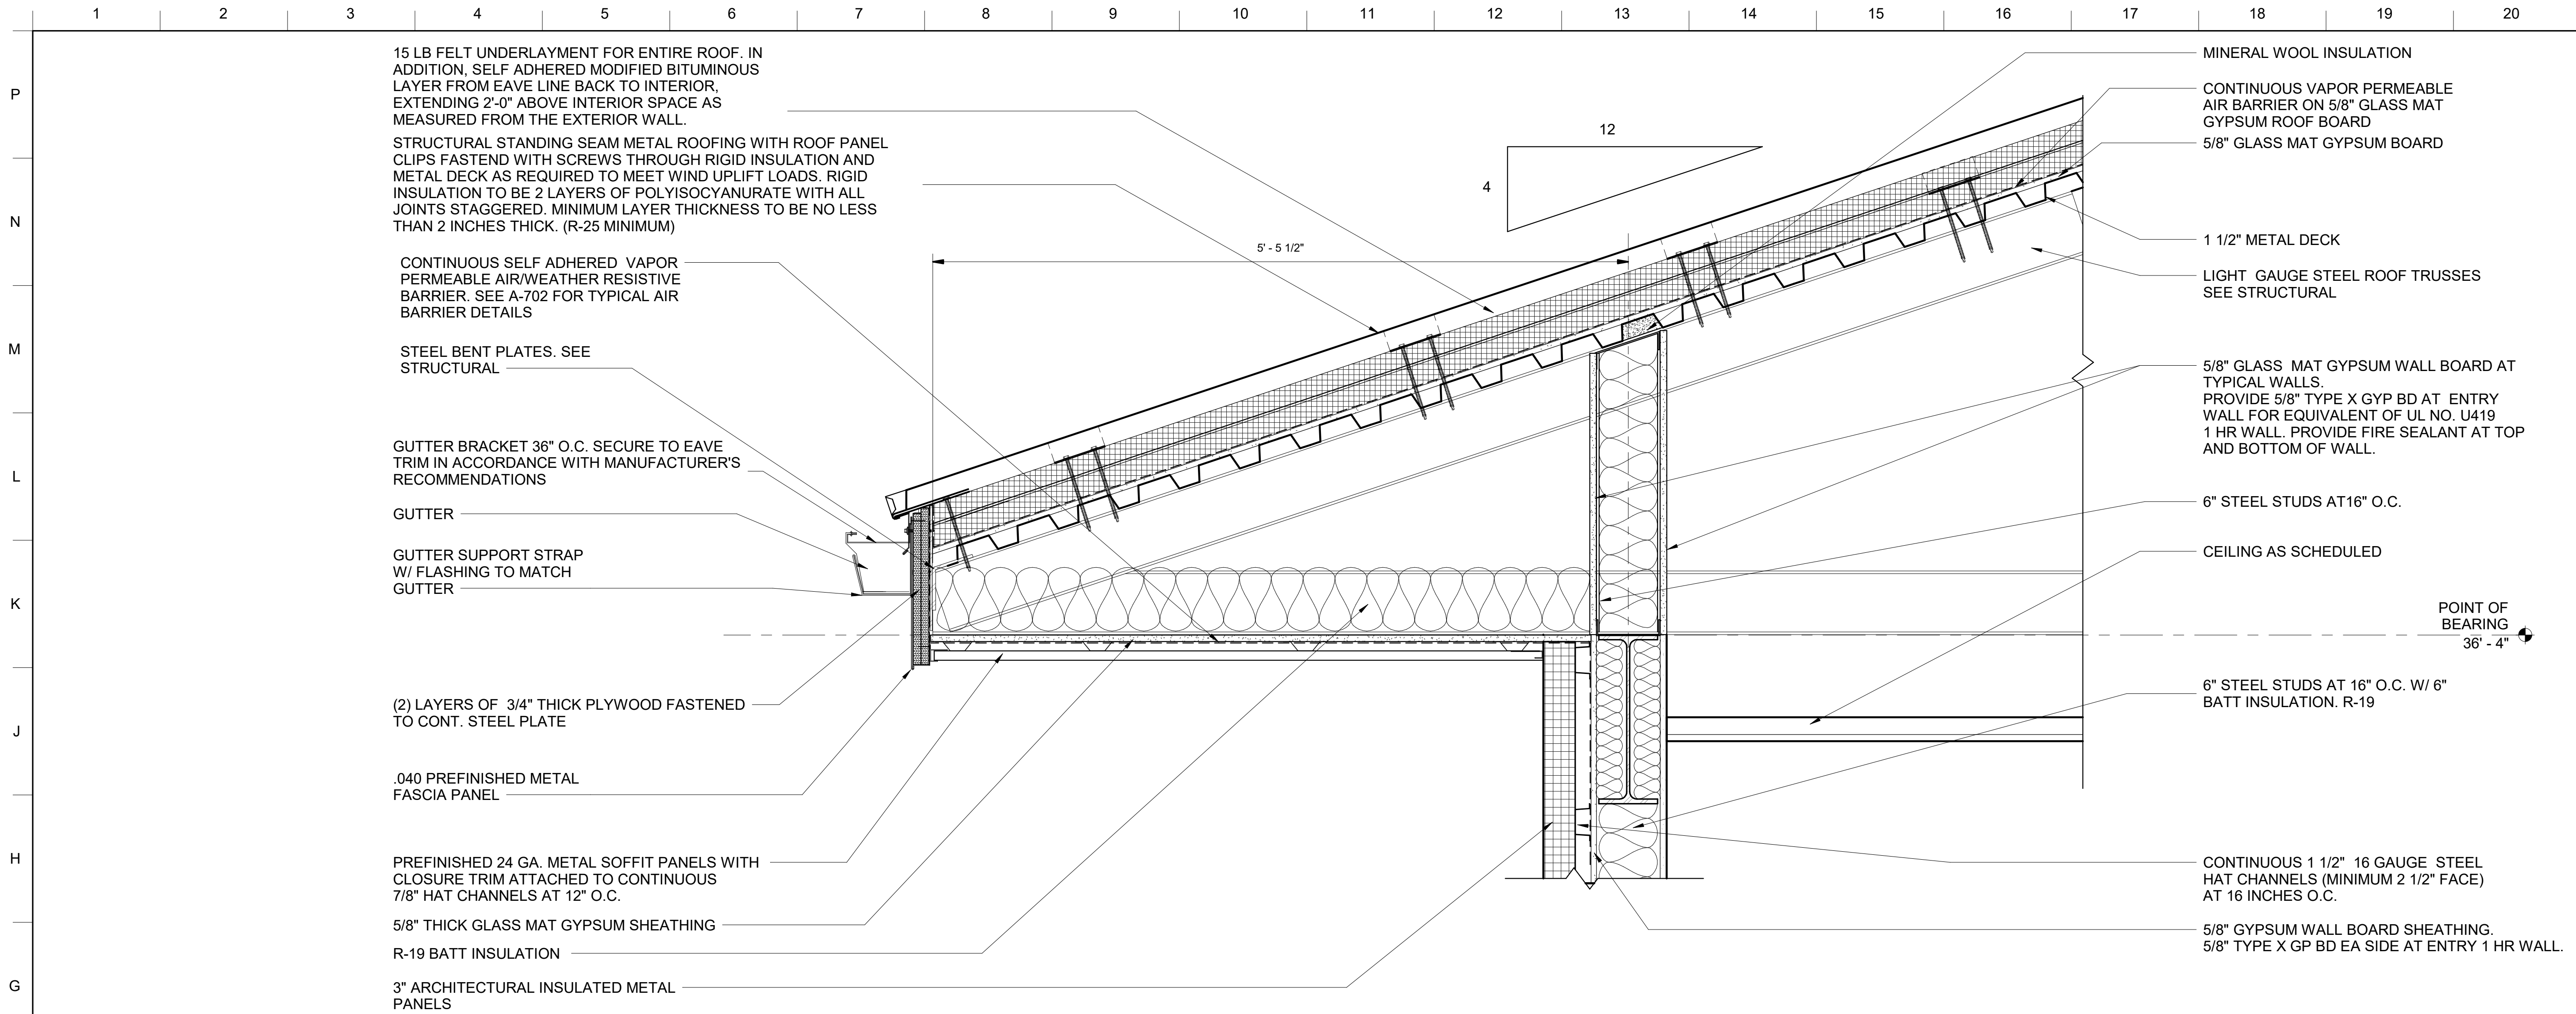 1 2 3 4 5 6 7 8 9 10 11 12 13 14 15 16 17 18 19 20
P
N
M
L
K
J
H
G
15 LB FELT UNDERLAYMENT FOR ENTIRE ROOF. IN
ADDITION, SELF ADHERED MODIFIED BITUMINOUS
LAYER FROM EAVE LINE BACK TO INTERIOR,
EXTENDING 2'-0" ABOVE INTERIOR SPACE AS
MEASURED FROM THE EXTERIOR WALL.
STRUCTURAL STANDING SEAM METAL ROOFING WITH ROOF PANEL
CLIPS FASTEND WITH SCREWS THROUGH RIGID INSULATION AND
METAL DECK AS REQUIRED TO MEET WIND UPLIFT LOADS. RIGID
INSULATION TO BE 2 LAYERS OF POLYISOCYANURATE WITH ALL
JOINTS STAGGERED. MINIMUM LAYER THICKNESS TO BE NO LESS
THAN 2 INCHES THICK. (R-25 MINIMUM)
CONTINUOUS SELF ADHERED VAPOR
PERMEABLE AIR/WEATHER RESISTIVE
BARRIER. SEE A-702 FOR TYPICAL AIR
BARRIER DETAILS
STEEL BENT PLATES. SEE
STRUCTURAL
GUTTER BRACKET 36" O.C. SECURE TO EAVE
TRIM IN ACCORDANCE WITH MANUFACTURER'S
RECOMMENDATIONS
GUTTER
GUTTER SUPPORT STRAP
W/ FLASHING TO MATCH
GUTTER
(2) LAYERS OF 3/4" THICK PLYWOOD FASTENED
TO CONT. STEEL PLATE
.040 PREFINISHED METAL
FASCIA PANEL
PREFINISHED 24 GA. METAL SOFFIT PANELS WITH
CLOSURE TRIM ATTACHED TO CONTINUOUS
7/8" HAT CHANNELS AT 12" O.C.
5/8" THICK GLASS MAT GYPSUM SHEATHING
R-19 BATT INSULATION
3" ARCHITECTURAL INSULATED METAL
PANELS
12
4
5' - 5 1/2"
MINERAL WOOL INSULATION
CONTINUOUS VAPOR PERMEABLE
AIR BARRIER ON 5/8" GLASS MAT
GYPSUM ROOF BOARD
5/8" GLASS MAT GYPSUM BOARD
1 1/2" METAL DECK
LIGHT GAUGE STEEL ROOF TRUSSES
SEE STRUCTURAL
5/8" GLASS MAT GYPSUM WALL BOARD AT
TYPICAL WALLS.
PROVIDE 5/8" TYPE X GYP BD AT ENTRY
WALL FOR EQUIVALENT OF UL NO. U419
1 HR WALL. PROVIDE FIRE SEALANT AT TOP
AND BOTTOM OF WALL.
6" STEEL STUDS AT16" O.C.
CEILING AS SCHEDULED
POINT OF
BEARING
36' - 4"
6" STEEL STUDS AT 16" O.C. W/ 6"
BATT INSULATION. R-19
CONTINUOUS 1 1/2" 16 GAUGE STEEL
HAT CHANNELS (MINIMUM 2 1/2" FACE)
AT 16 INCHES O.C.
5/8" GYPSUM WALL BOARD SHEATHING.
5/8" TYPE X GP BD EA SIDE AT ENTRY 1 HR WALL.